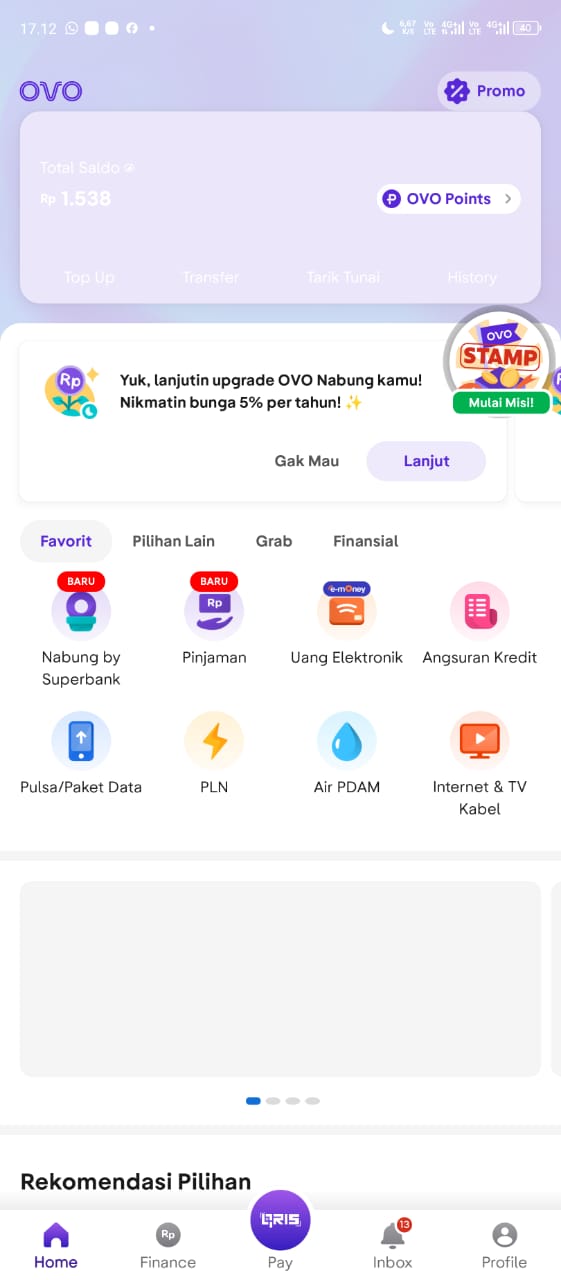 17.12
6,67 K/S
Vo LTE
4G
Vo LTE
4G
40
OVO
Promo
Total Saldo
Rp 1.538
OVO Points
Top Up
Transfer
Tarik Tunai
History
OVO
STAMP
Mulai Misi!
Rp
Yuk, lanjutin upgrade OVO Nabung kamu!
Nikmatin bunga 5% per tahun! ✨
Gak Mau
Lanjut
Favorit
Pilihan Lain
Grab
Finansial
BARU
BARU
Rp
e-money
Nabung by
Superbank
Pinjaman
Uang Elektronik
Angsuran Kredit
Pulsa/Paket Data
PLN
Air PDAM
Internet & TV
Kabel
Rekomendasi Pilihan
QRIS
13
Rp
Home
Finance
Pay
Inbox
Profile